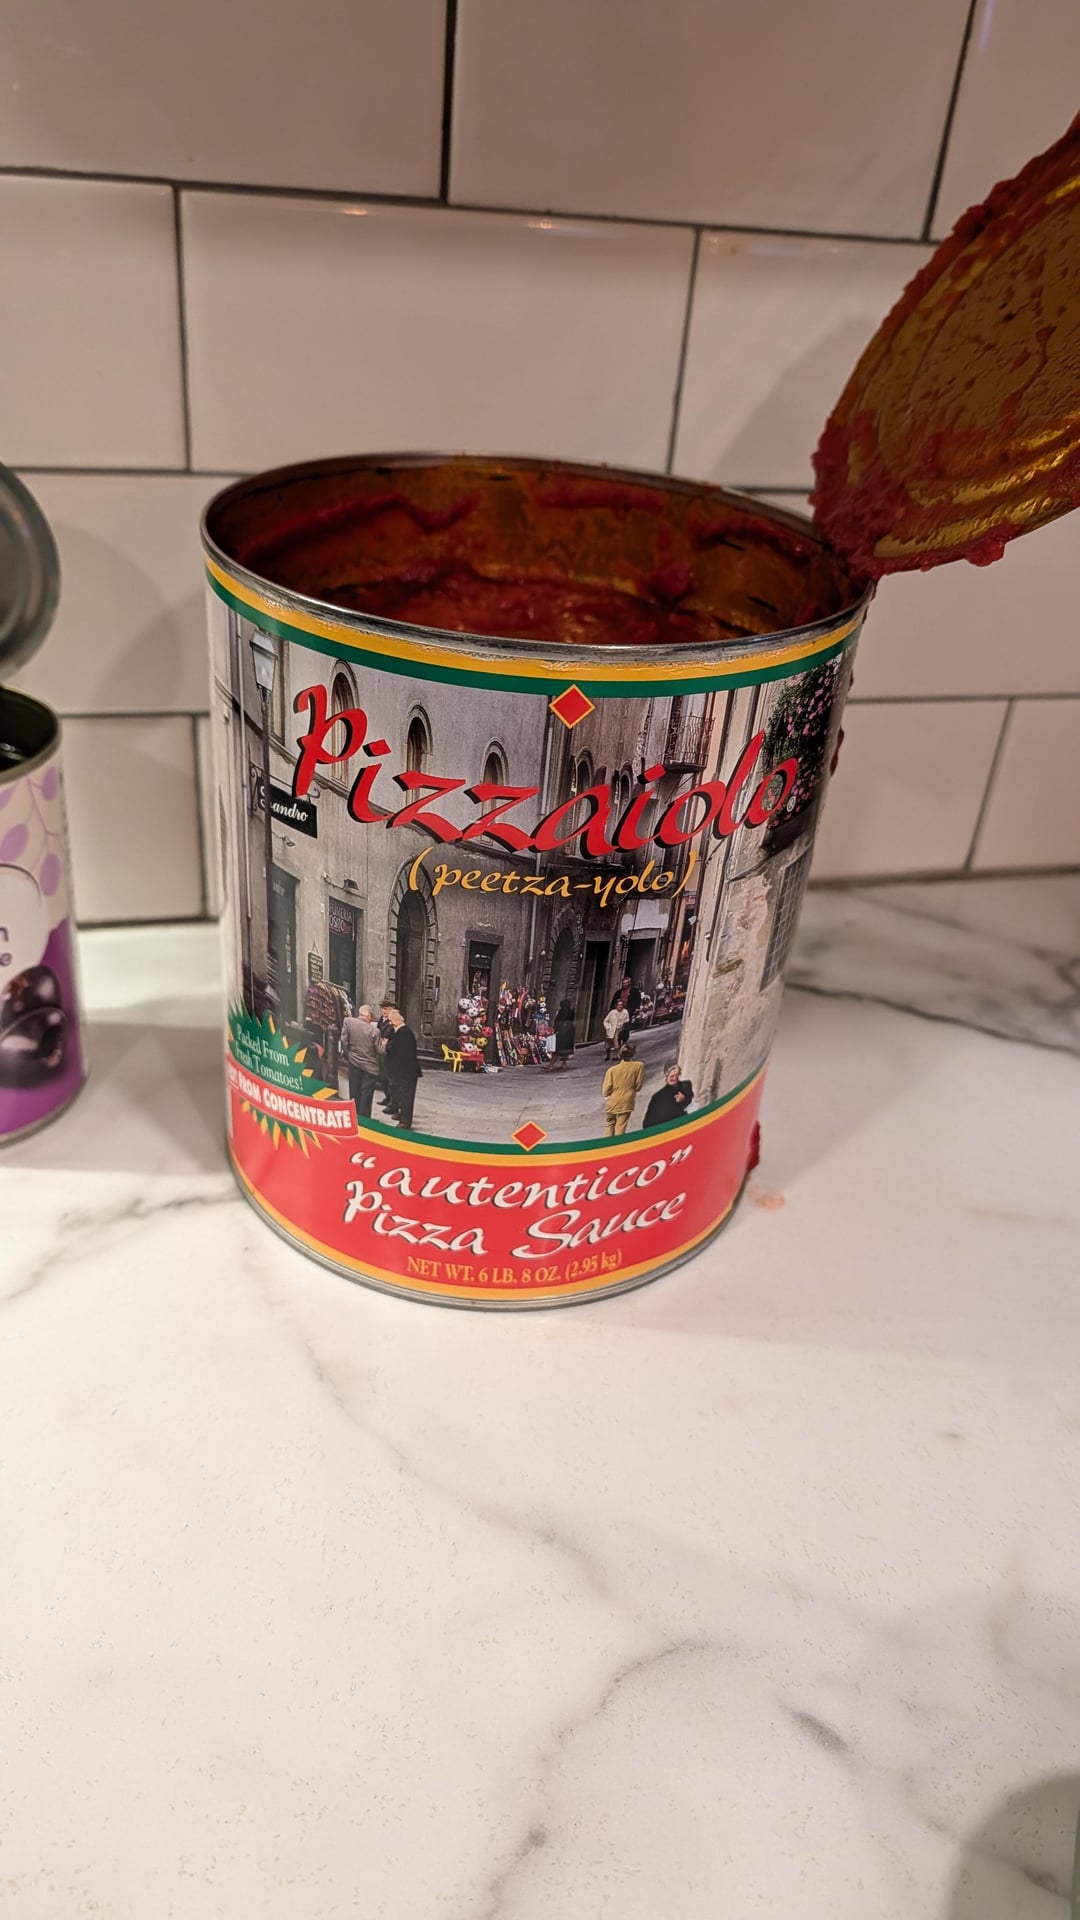 Pizzaiolo
(peetza-yolo)
Packed From
Fresh Tomatoes!
FROM CONCENTRATE
"autentico"
Pizza Sauce
NET WT. 6 LB. 8 OZ. (2.95 kg)